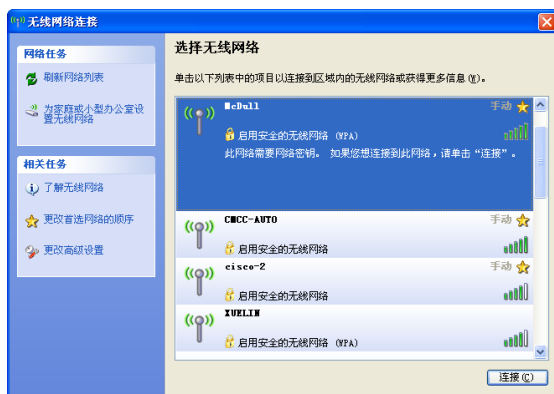 无线网络连接
网络任务
刷新网络列表
为家庭或小型办公室设
置无线网络
相关任务
了解无线网络
更改首选网络的顺序
更改高级设置
选择无线网络
单击以下列表中的项目以连接到区域内的无线网络或获得更多信息(W)。
McDull 手动
启用安全的无线网络 (WPA)
此网络需要网络密钥。 如果您想连接到此网络，请单击“连接”。
CMCC-AUTO 手动
启用安全的无线网络
cisco-2 手动
启用安全的无线网络
XUELIN
启用安全的无线网络 (WPA)
连接(C)